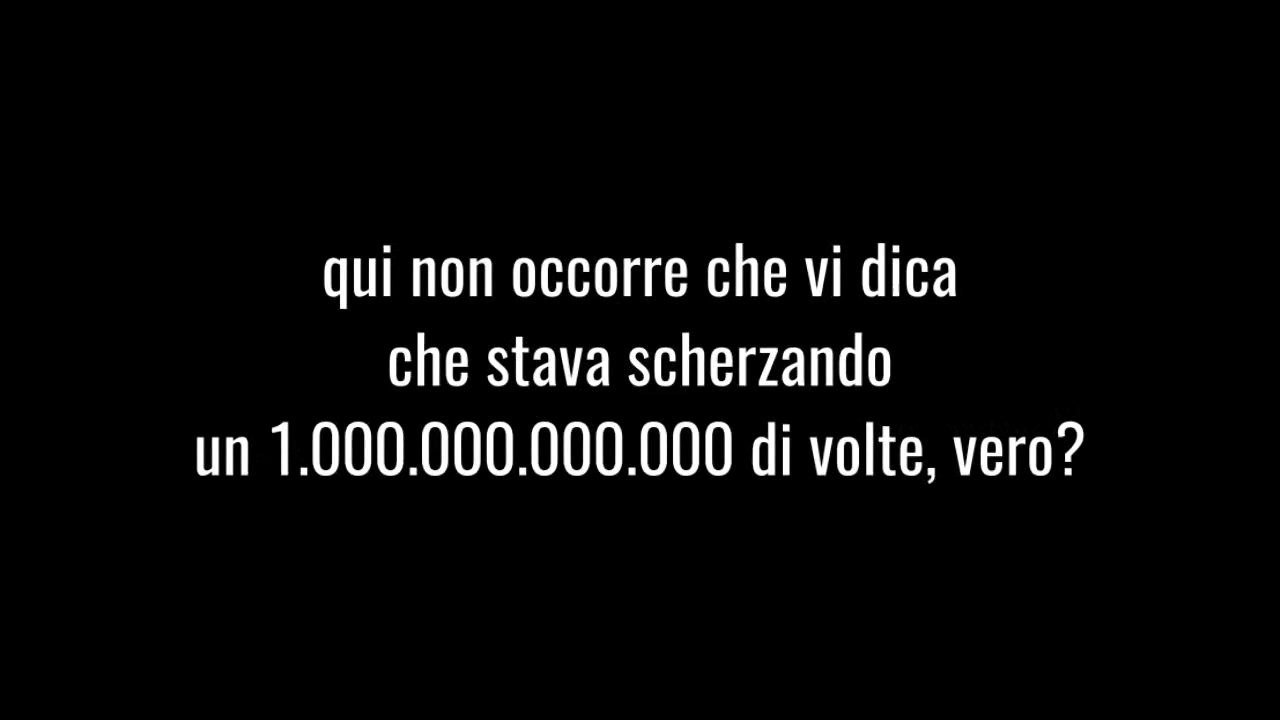 qui non occorre che vi dica
che stava scherzando
un 1.000.000.000.000 di volte, vero?